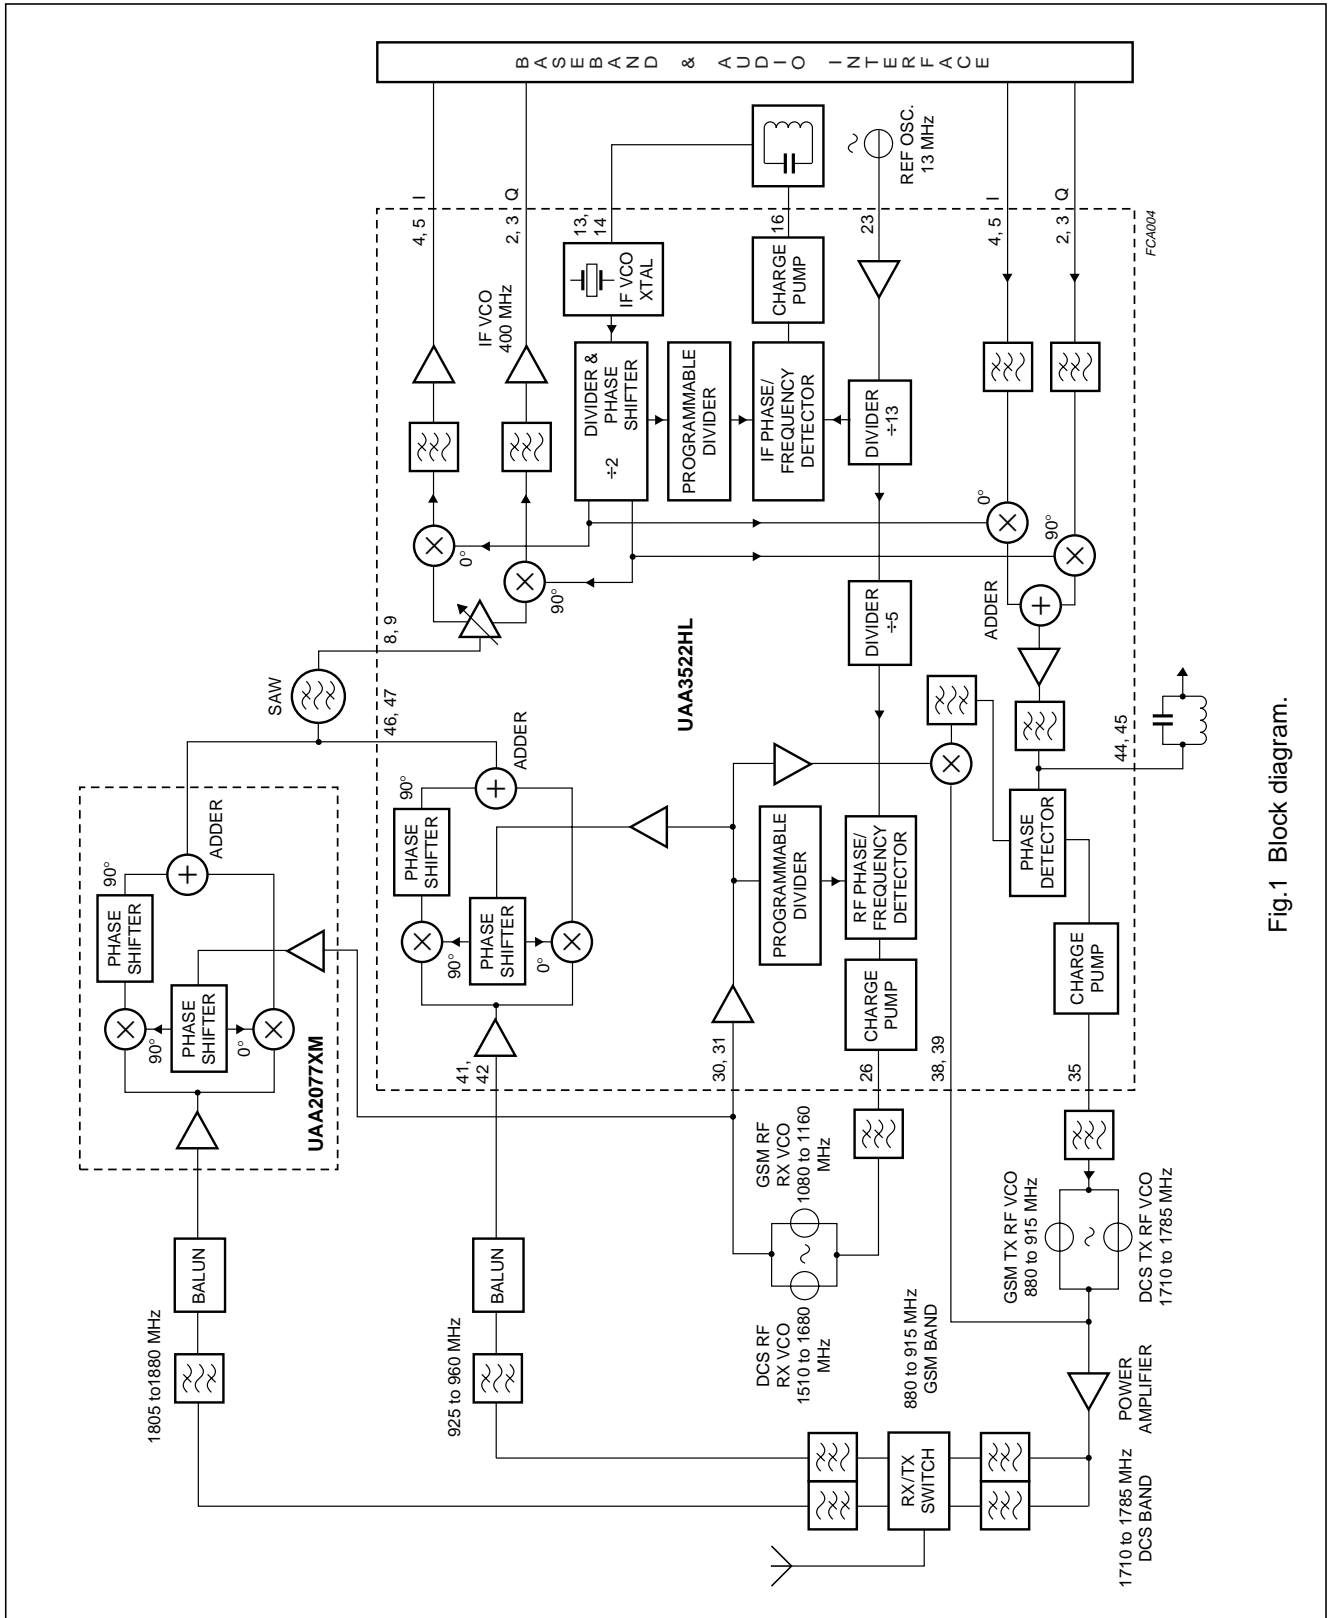 BASEBAND & AUDIO INTERFACE
4, 5 I
2, 3 Q
13,
14
16
23
REF OSC.
13 MHz
4, 5 I
2, 3 Q
FCA004
IF VCO
400 MHz
IF VCO
XTAL
CHARGE
PUMP
DIVIDER &
PHASE
SHIFTER
÷2
PROGRAMMABLE
DIVIDER
IF PHASE/
FREQUENCY
DETECTOR
DIVIDER
÷13
0°
90°
0°
90°
DIVIDER
÷5
ADDER
8, 9
SAW
46, 47
UAA3522HL
44, 45
ADDER
90°
PHASE
SHIFTER
90°
PHASE
SHIFTER
0°
UAA2077XM
ADDER
90°
PHASE
SHIFTER
90°
PHASE
SHIFTER
0°
PROGRAMMABLE
DIVIDER
RF PHASE/
FREQUENCY
DETECTOR
CHARGE
PUMP
PHASE
DETECTOR
CHARGE
PUMP
41,
42
30, 31
26
38, 39
35
BALUN
1805 to1880 MHz
BALUN
925 to 960 MHz
GSM RF
RX VCO
1080 to 1160
MHz
DCS RF
RX VCO
1510 to 1680
MHz
GSM TX RF VCO
880 to 915 MHz
DCS TX RF VCO
1710 to 1785 MHz
880 to 915 MHz
GSM BAND
RX/TX
SWITCH
POWER
AMPLIFIER
1710 to 1785 MHz
DCS BAND
Fig.1 Block diagram.